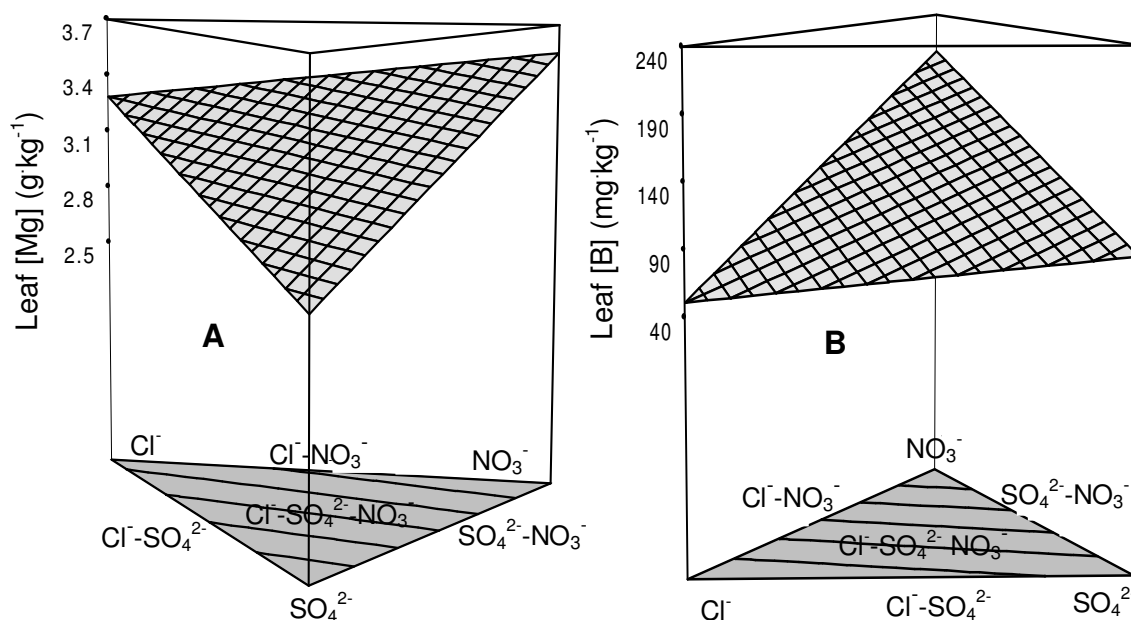 3.7
3.4
3.1
2.8
2.5
Leaf [Mg] (g·kg⁻¹)
A
Cl⁻
Cl⁻-NO₃⁻
NO₃⁻
Cl⁻-SO₄²⁻
Cl⁻-SO₄²⁻-NO₃⁻
SO₄²⁻-NO₃⁻
SO₄²⁻
240
190
140
90
40
Leaf [B] (mg·kg⁻¹)
B
NO₃⁻
Cl⁻-NO₃⁻
SO₄²⁻-NO₃⁻
Cl⁻-SO₄²⁻ NO₃⁻
Cl⁻
Cl⁻-SO₄²⁻
SO₄²